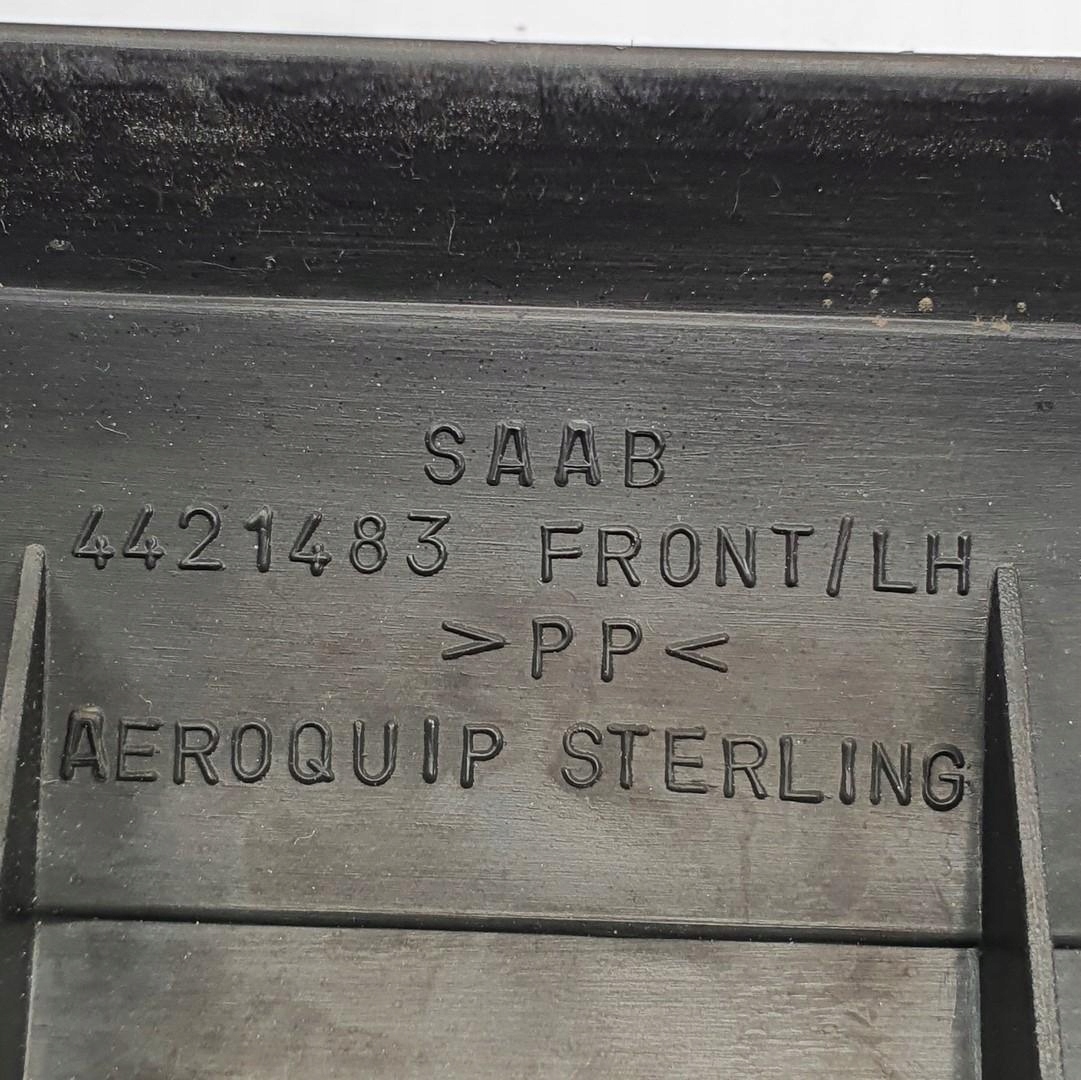 SAAB
4421483 FRONT/LH
>PP<
AEROQUIP STERLING